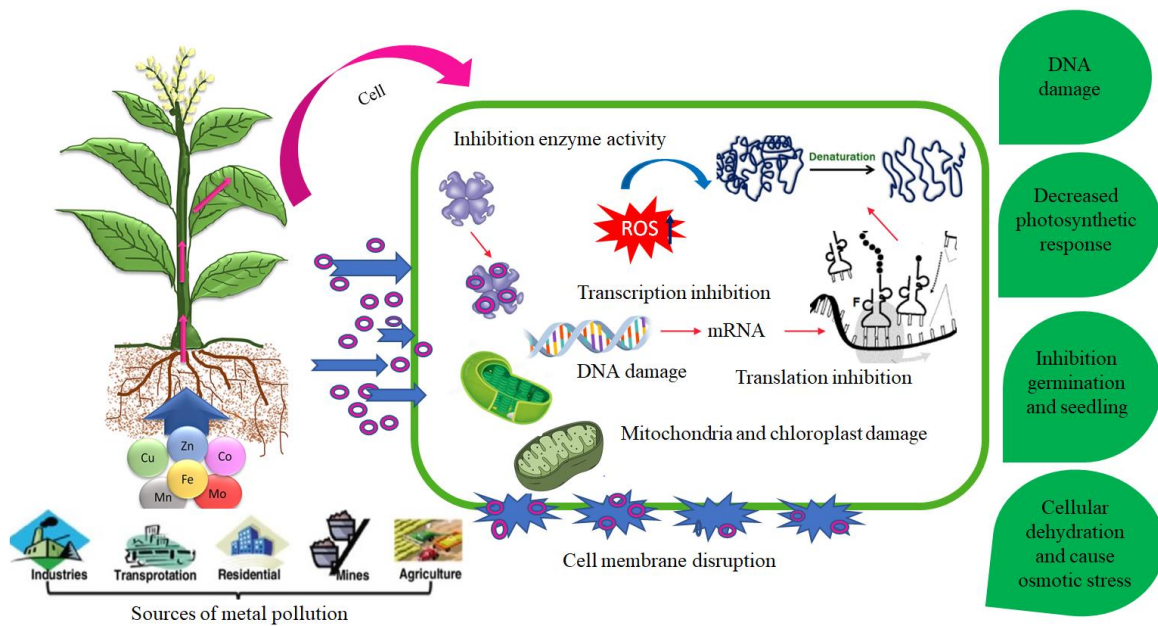 Cell
Inhibition enzyme activity
ROS
Denaturation
Transcription inhibition
mRNA
F
DNA damage
Translation inhibition
Mitochondria and chloroplast damage
Cell membrane disruption
Cu
Zn
Co
Fe
Mn
Mo
Industries
Transprotation
Residential
Mines
Agriculture
Sources of metal pollution
DNA
damage
Decreased
photosynthetic
response
Inhibition
germination
and seedling
Cellular
dehydration
and cause
osmotic stress